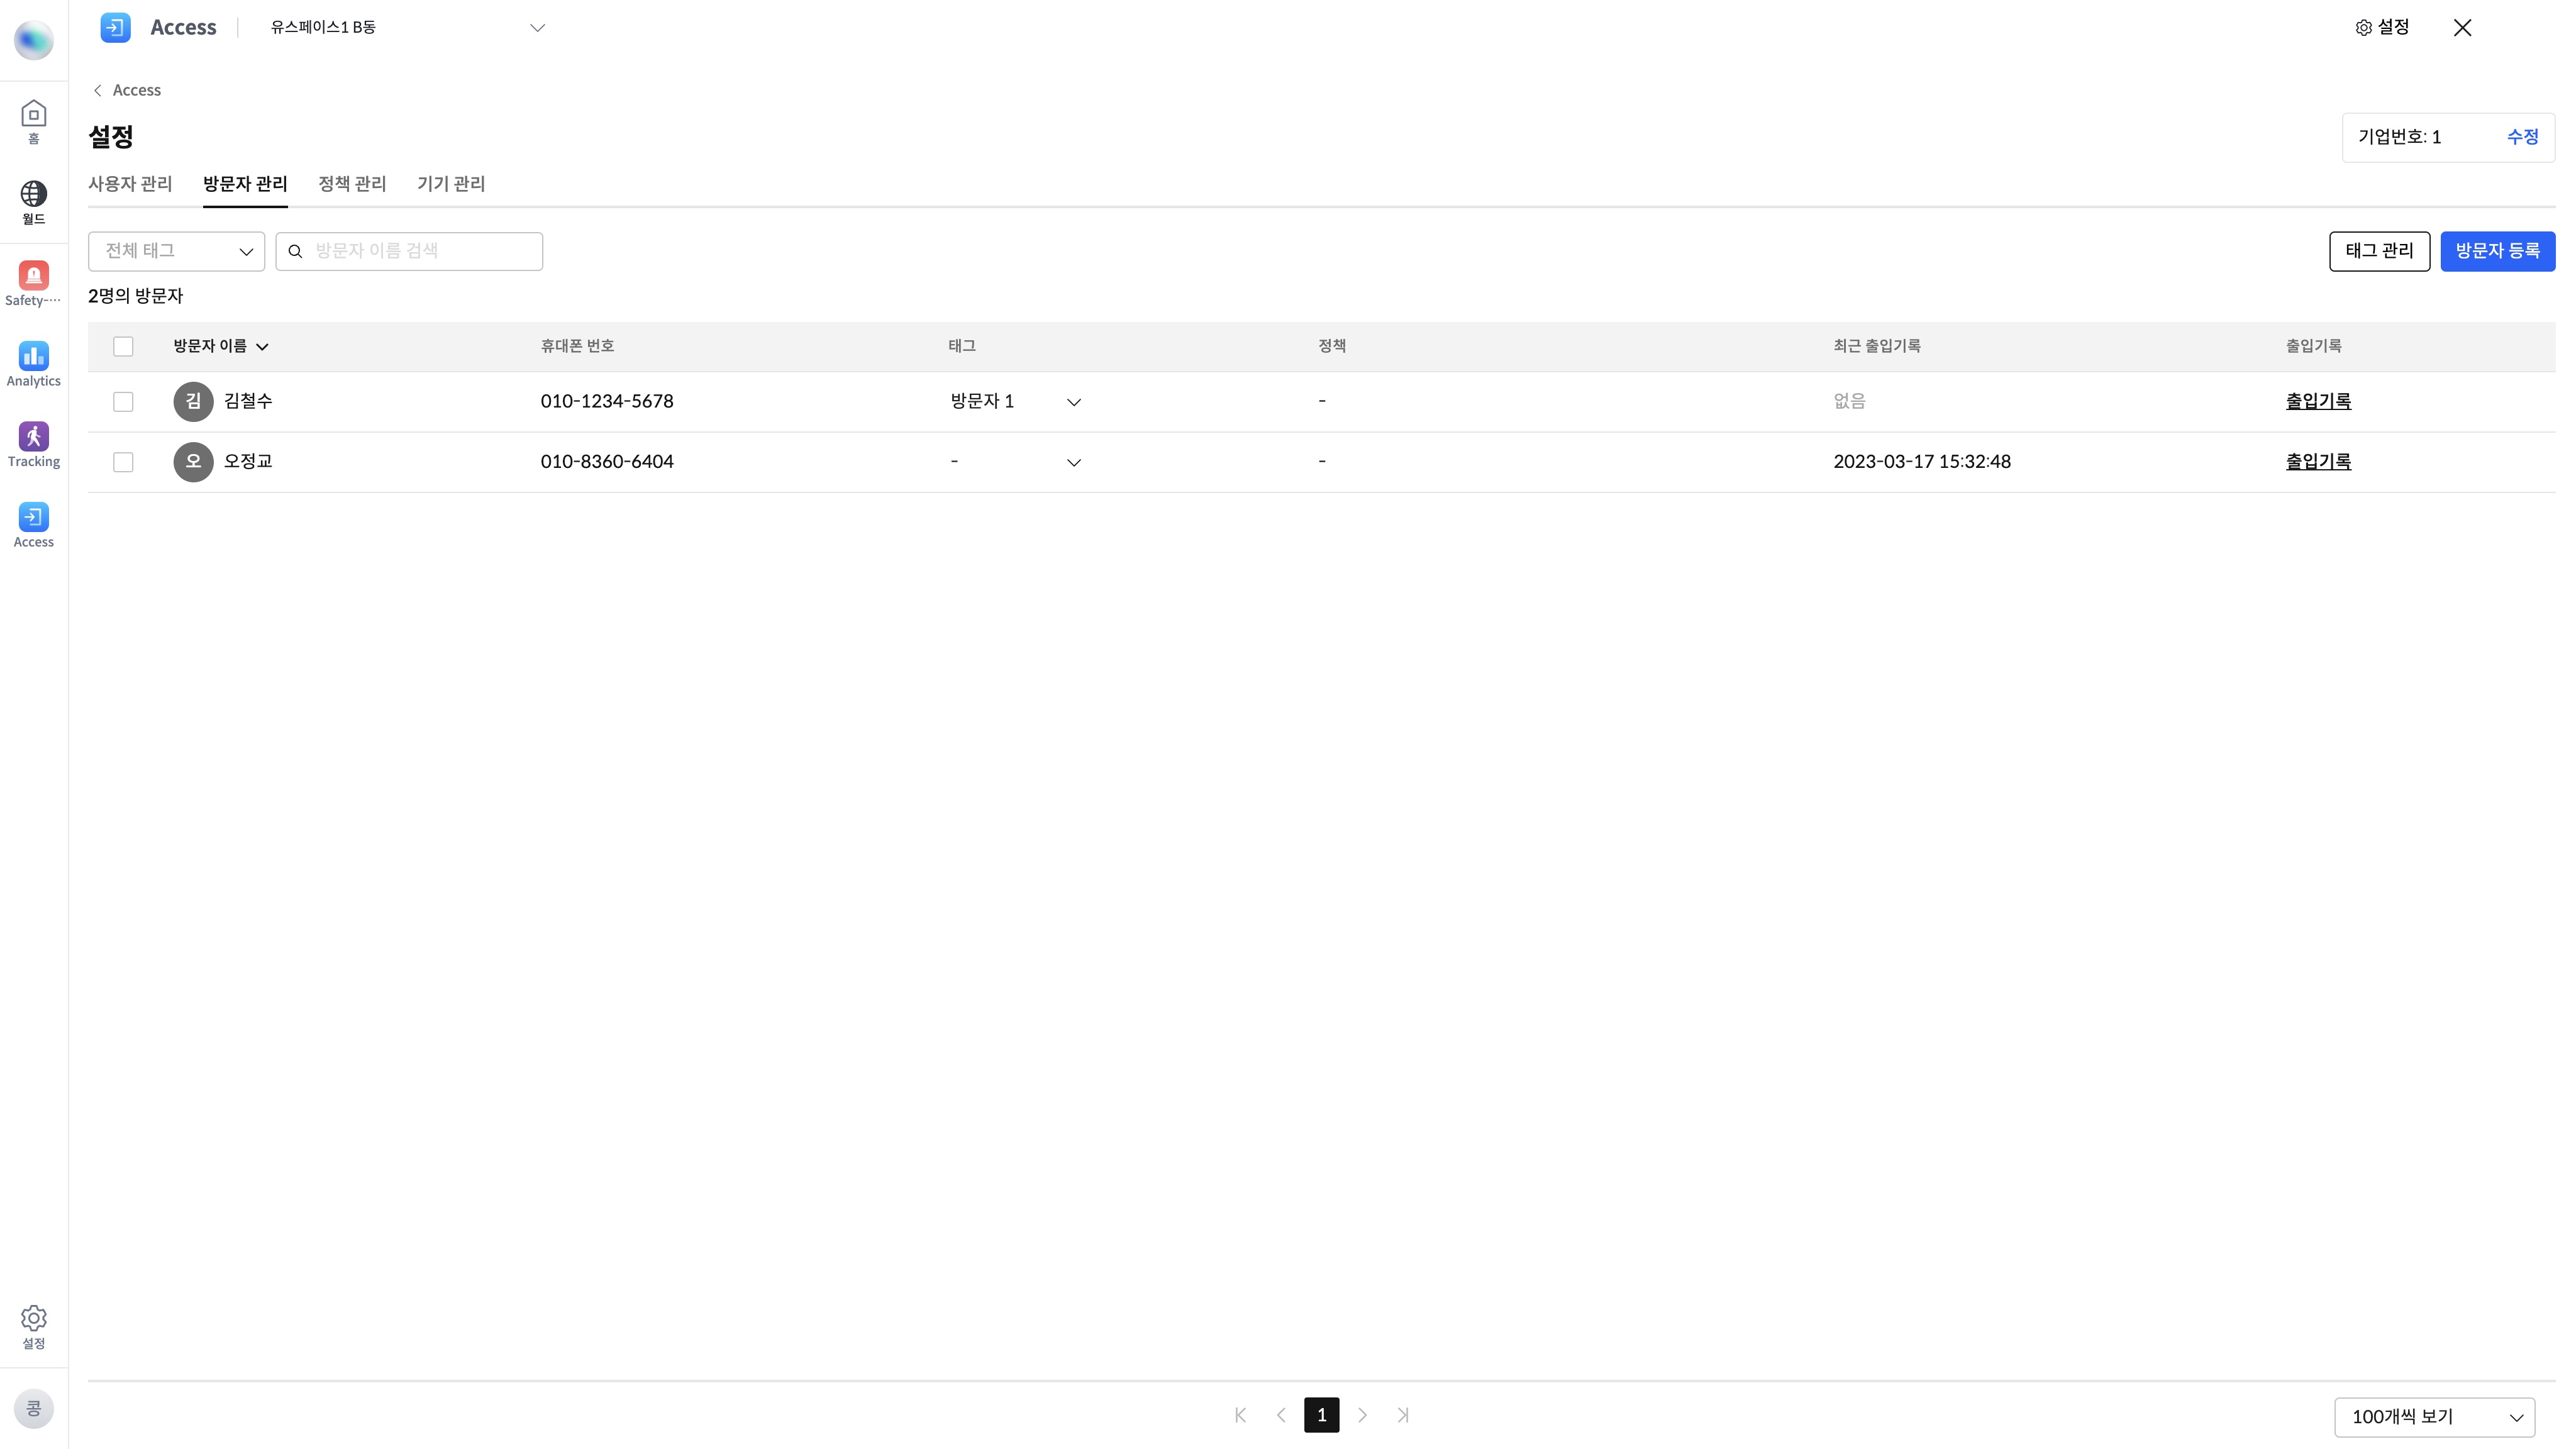 Access
유스페이스1 B동
설정
Access
설정
기업번호: 1
수정
사용자 관리
방문자 관리
정책 관리
기기 관리
전체 태그
방문자 이름 검색
태그 관리
방문자 등록
2명의 방문자
방문자 이름
휴대폰 번호
태그
정책
최근 출입기록
출입기록
김 김철수
010-1234-5678
방문자 1
-
없음
출입기록
오 오정교
010-8360-6404
-
-
2023-03-17 15:32:48
출입기록
1
100개씩 보기
홈
월드
Safety-···
Analytics
Tracking
Access
설정
콩